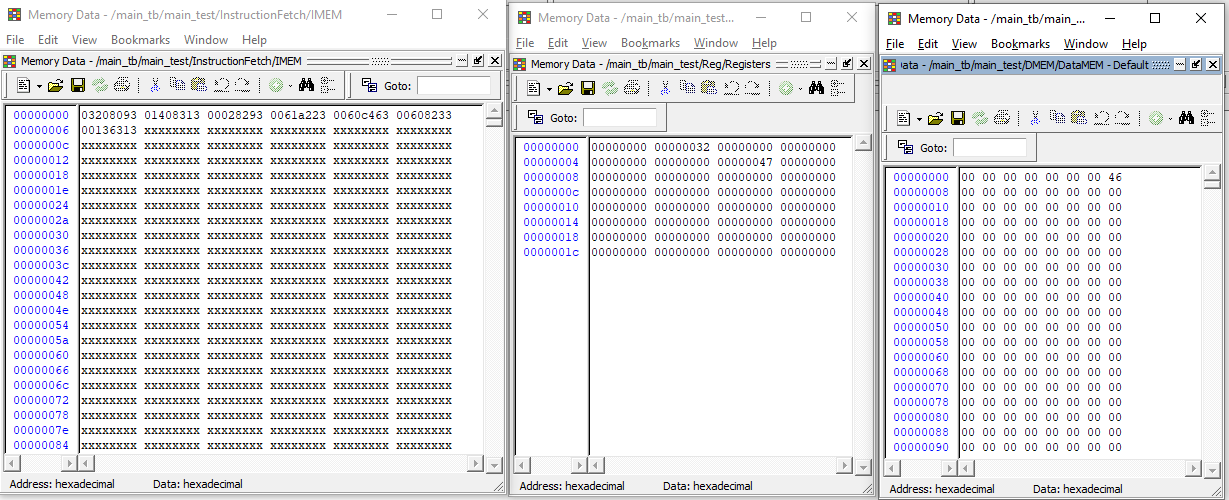 Memory Data - /main_tb/main_test/InstructionFetch/IMEM
File Edit View Bookmarks Window Help
Memory Data - /main_tb/main_test/InstructionFetch/IMEM
Goto:
00000000 03208093 01408313 00028293 0061a223 0060c463 00608233
00000006 00136313 xxxxxxxx xxxxxxxx xxxxxxxx xxxxxxxx xxxxxxxx
0000000c xxxxxxxx xxxxxxxx xxxxxxxx xxxxxxxx xxxxxxxx xxxxxxxx
00000012 xxxxxxxx xxxxxxxx xxxxxxxx xxxxxxxx xxxxxxxx xxxxxxxx
00000018 xxxxxxxx xxxxxxxx xxxxxxxx xxxxxxxx xxxxxxxx xxxxxxxx
0000001e xxxxxxxx xxxxxxxx xxxxxxxx xxxxxxxx xxxxxxxx xxxxxxxx
00000024 xxxxxxxx xxxxxxxx xxxxxxxx xxxxxxxx xxxxxxxx xxxxxxxx
0000002a xxxxxxxx xxxxxxxx xxxxxxxx xxxxxxxx xxxxxxxx xxxxxxxx
00000030 xxxxxxxx xxxxxxxx xxxxxxxx xxxxxxxx xxxxxxxx xxxxxxxx
00000036 xxxxxxxx xxxxxxxx xxxxxxxx xxxxxxxx xxxxxxxx xxxxxxxx
0000003c xxxxxxxx xxxxxxxx xxxxxxxx xxxxxxxx xxxxxxxx xxxxxxxx
00000042 xxxxxxxx xxxxxxxx xxxxxxxx xxxxxxxx xxxxxxxx xxxxxxxx
00000048 xxxxxxxx xxxxxxxx xxxxxxxx xxxxxxxx xxxxxxxx xxxxxxxx
0000004e xxxxxxxx xxxxxxxx xxxxxxxx xxxxxxxx xxxxxxxx xxxxxxxx
00000054 xxxxxxxx xxxxxxxx xxxxxxxx xxxxxxxx xxxxxxxx xxxxxxxx
0000005a xxxxxxxx xxxxxxxx xxxxxxxx xxxxxxxx xxxxxxxx xxxxxxxx
00000060 xxxxxxxx xxxxxxxx xxxxxxxx xxxxxxxx xxxxxxxx xxxxxxxx
00000066 xxxxxxxx xxxxxxxx xxxxxxxx xxxxxxxx xxxxxxxx xxxxxxxx
0000006c xxxxxxxx xxxxxxxx xxxxxxxx xxxxxxxx xxxxxxxx xxxxxxxx
00000072 xxxxxxxx xxxxxxxx xxxxxxxx xxxxxxxx xxxxxxxx xxxxxxxx
00000078 xxxxxxxx xxxxxxxx xxxxxxxx xxxxxxxx xxxxxxxx xxxxxxxx
0000007e xxxxxxxx xxxxxxxx xxxxxxxx xxxxxxxx xxxxxxxx xxxxxxxx
00000084 xxxxxxxx xxxxxxxx xxxxxxxx xxxxxxxx xxxxxxxx xxxxxxxx
Address: hexadecimal Data: hexadecimal
Memory Data - /main_tb/main_test...
File Edit View Bookmarks Window Help
Memory Data - /main_tb/main_test/Reg/Registers
Goto:
00000000 00000000 00000032 00000000 00000000
00000004 00000000 00000000 00000047 00000000
00000008 00000000 00000000 00000000 00000000
0000000c 00000000 00000000 00000000 00000000
00000010 00000000 00000000 00000000 00000000
00000014 00000000 00000000 00000000 00000000
00000018 00000000 00000000 00000000 00000000
0000001c 00000000 00000000 00000000 00000000
Address: hexadecimal Data: hexadecimal
Memory Data - /main_tb/main_...
File Edit View Bookmarks Window Help
ata - /main_tb/main_test/DMEM/DataMEM - Default
Goto:
00000000 00 00 00 00 00 00 00 46
00000008 00 00 00 00 00 00 00 00
00000010 00 00 00 00 00 00 00 00
00000018 00 00 00 00 00 00 00 00
00000020 00 00 00 00 00 00 00 00
00000028 00 00 00 00 00 00 00 00
00000030 00 00 00 00 00 00 00 00
00000038 00 00 00 00 00 00 00 00
00000040 00 00 00 00 00 00 00 00
00000048 00 00 00 00 00 00 00 00
00000050 00 00 00 00 00 00 00 00
00000058 00 00 00 00 00 00 00 00
00000060 00 00 00 00 00 00 00 00
00000068 00 00 00 00 00 00 00 00
00000070 00 00 00 00 00 00 00 00
00000078 00 00 00 00 00 00 00 00
00000080 00 00 00 00 00 00 00 00
00000088 00 00 00 00 00 00 00 00
00000090 00 00 00 00 00 00 00 00
Address: hexadecimal Data: hexadecimal